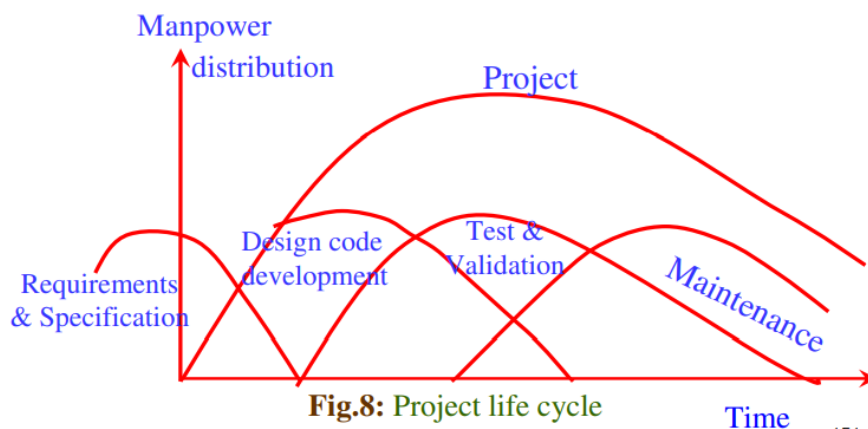 Manpower
distribution
Project
Design code
development
Test &
Validation
Requirements
& Specification
Maintenance
Fig.8: Project life cycle
Time